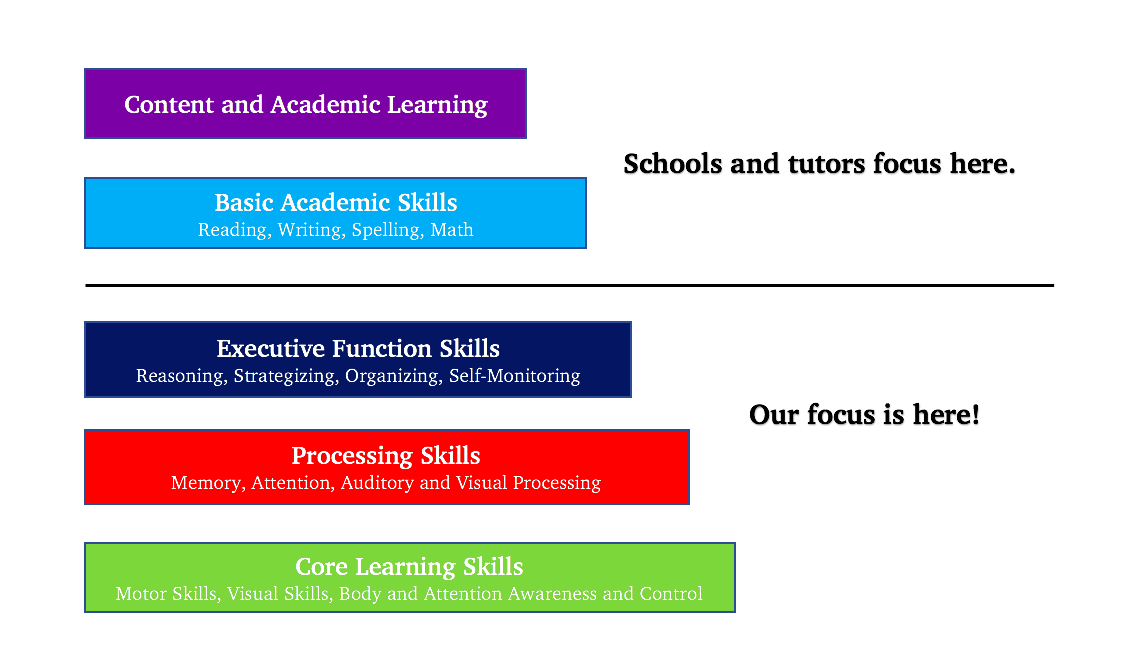 Content and Academic Learning
Schools and tutors focus here.
Basic Academic Skills
Reading, Writing, Spelling, Math
Executive Function Skills
Reasoning, Strategizing, Organizing, Self-Monitoring
Our focus is here!
Processing Skills
Memory, Attention, Auditory and Visual Processing
Core Learning Skills
Motor Skills, Visual Skills, Body and Attention Awareness and Control